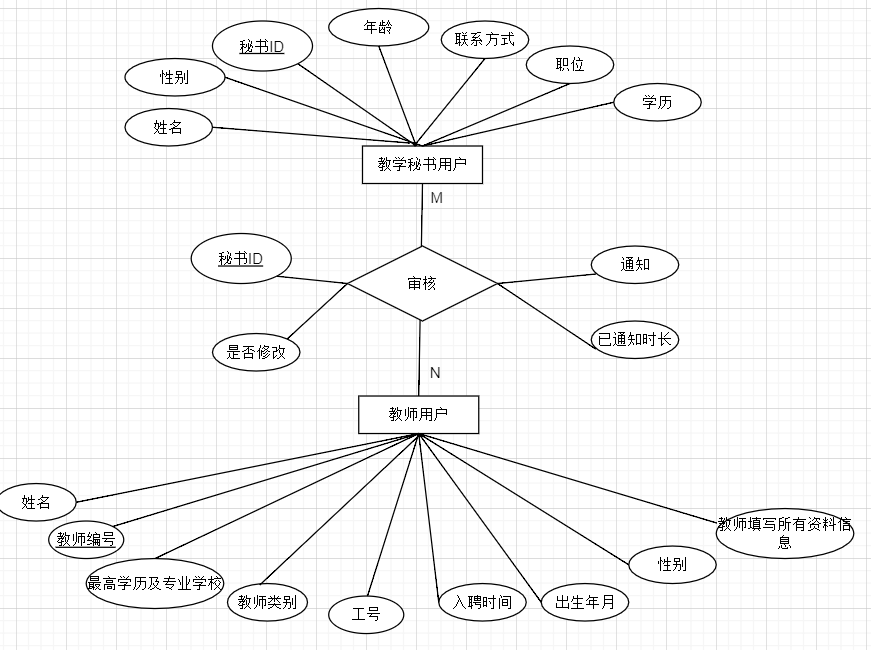 年龄
秘书ID
联系方式
职位
性别
学历
姓名
教学秘书用户
M
秘书ID
通知
审核
是否修改
已通知时长
N
教师用户
姓名
教师填写所有资料信
息
教师编号
性别
最高学历及专业学校
教师类别
工号
入聘时间
出生年月